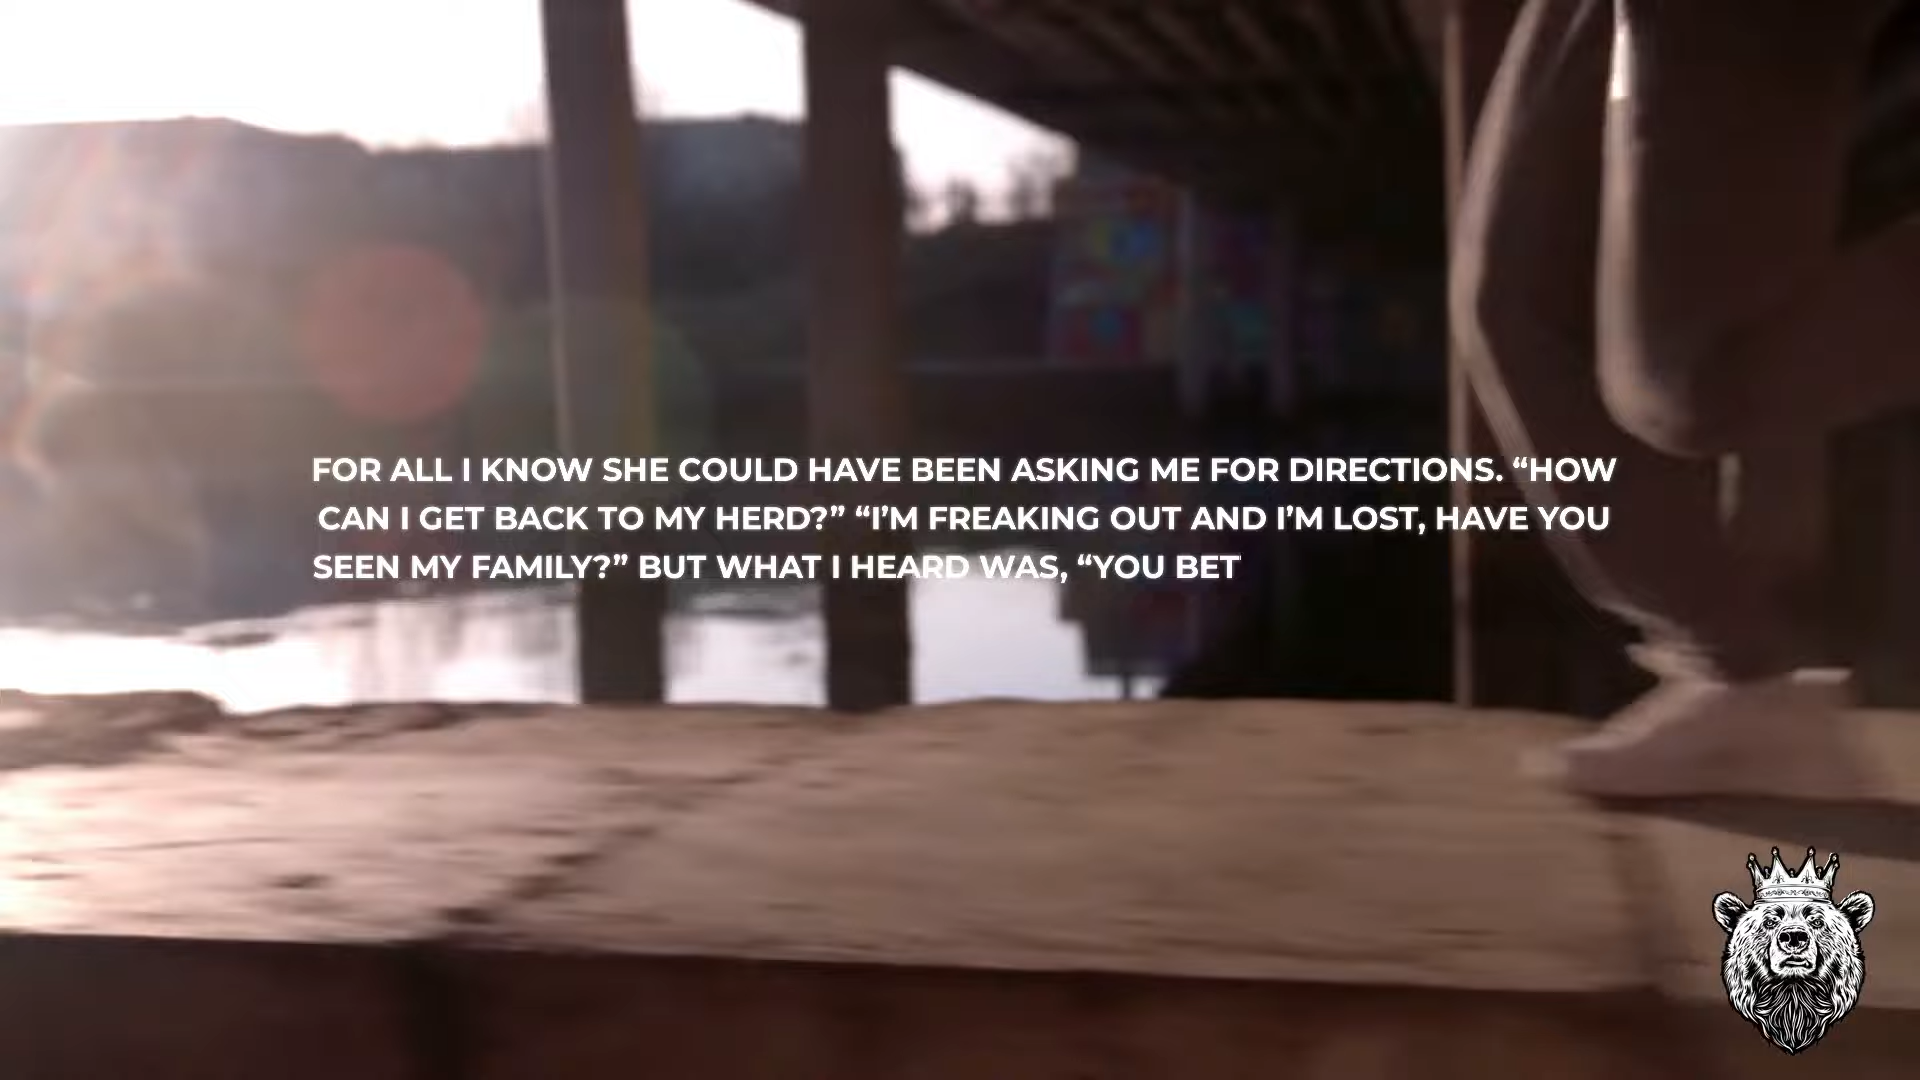 FOR ALL I KNOW SHE COULD HAVE BEEN ASKING ME FOR DIRECTIONS. “HOW
CAN I GET BACK TO MY HERD?” “I’M FREAKING OUT AND I’M LOST, HAVE YOU
SEEN MY FAMILY?” BUT WHAT I HEARD WAS, “YOU BET